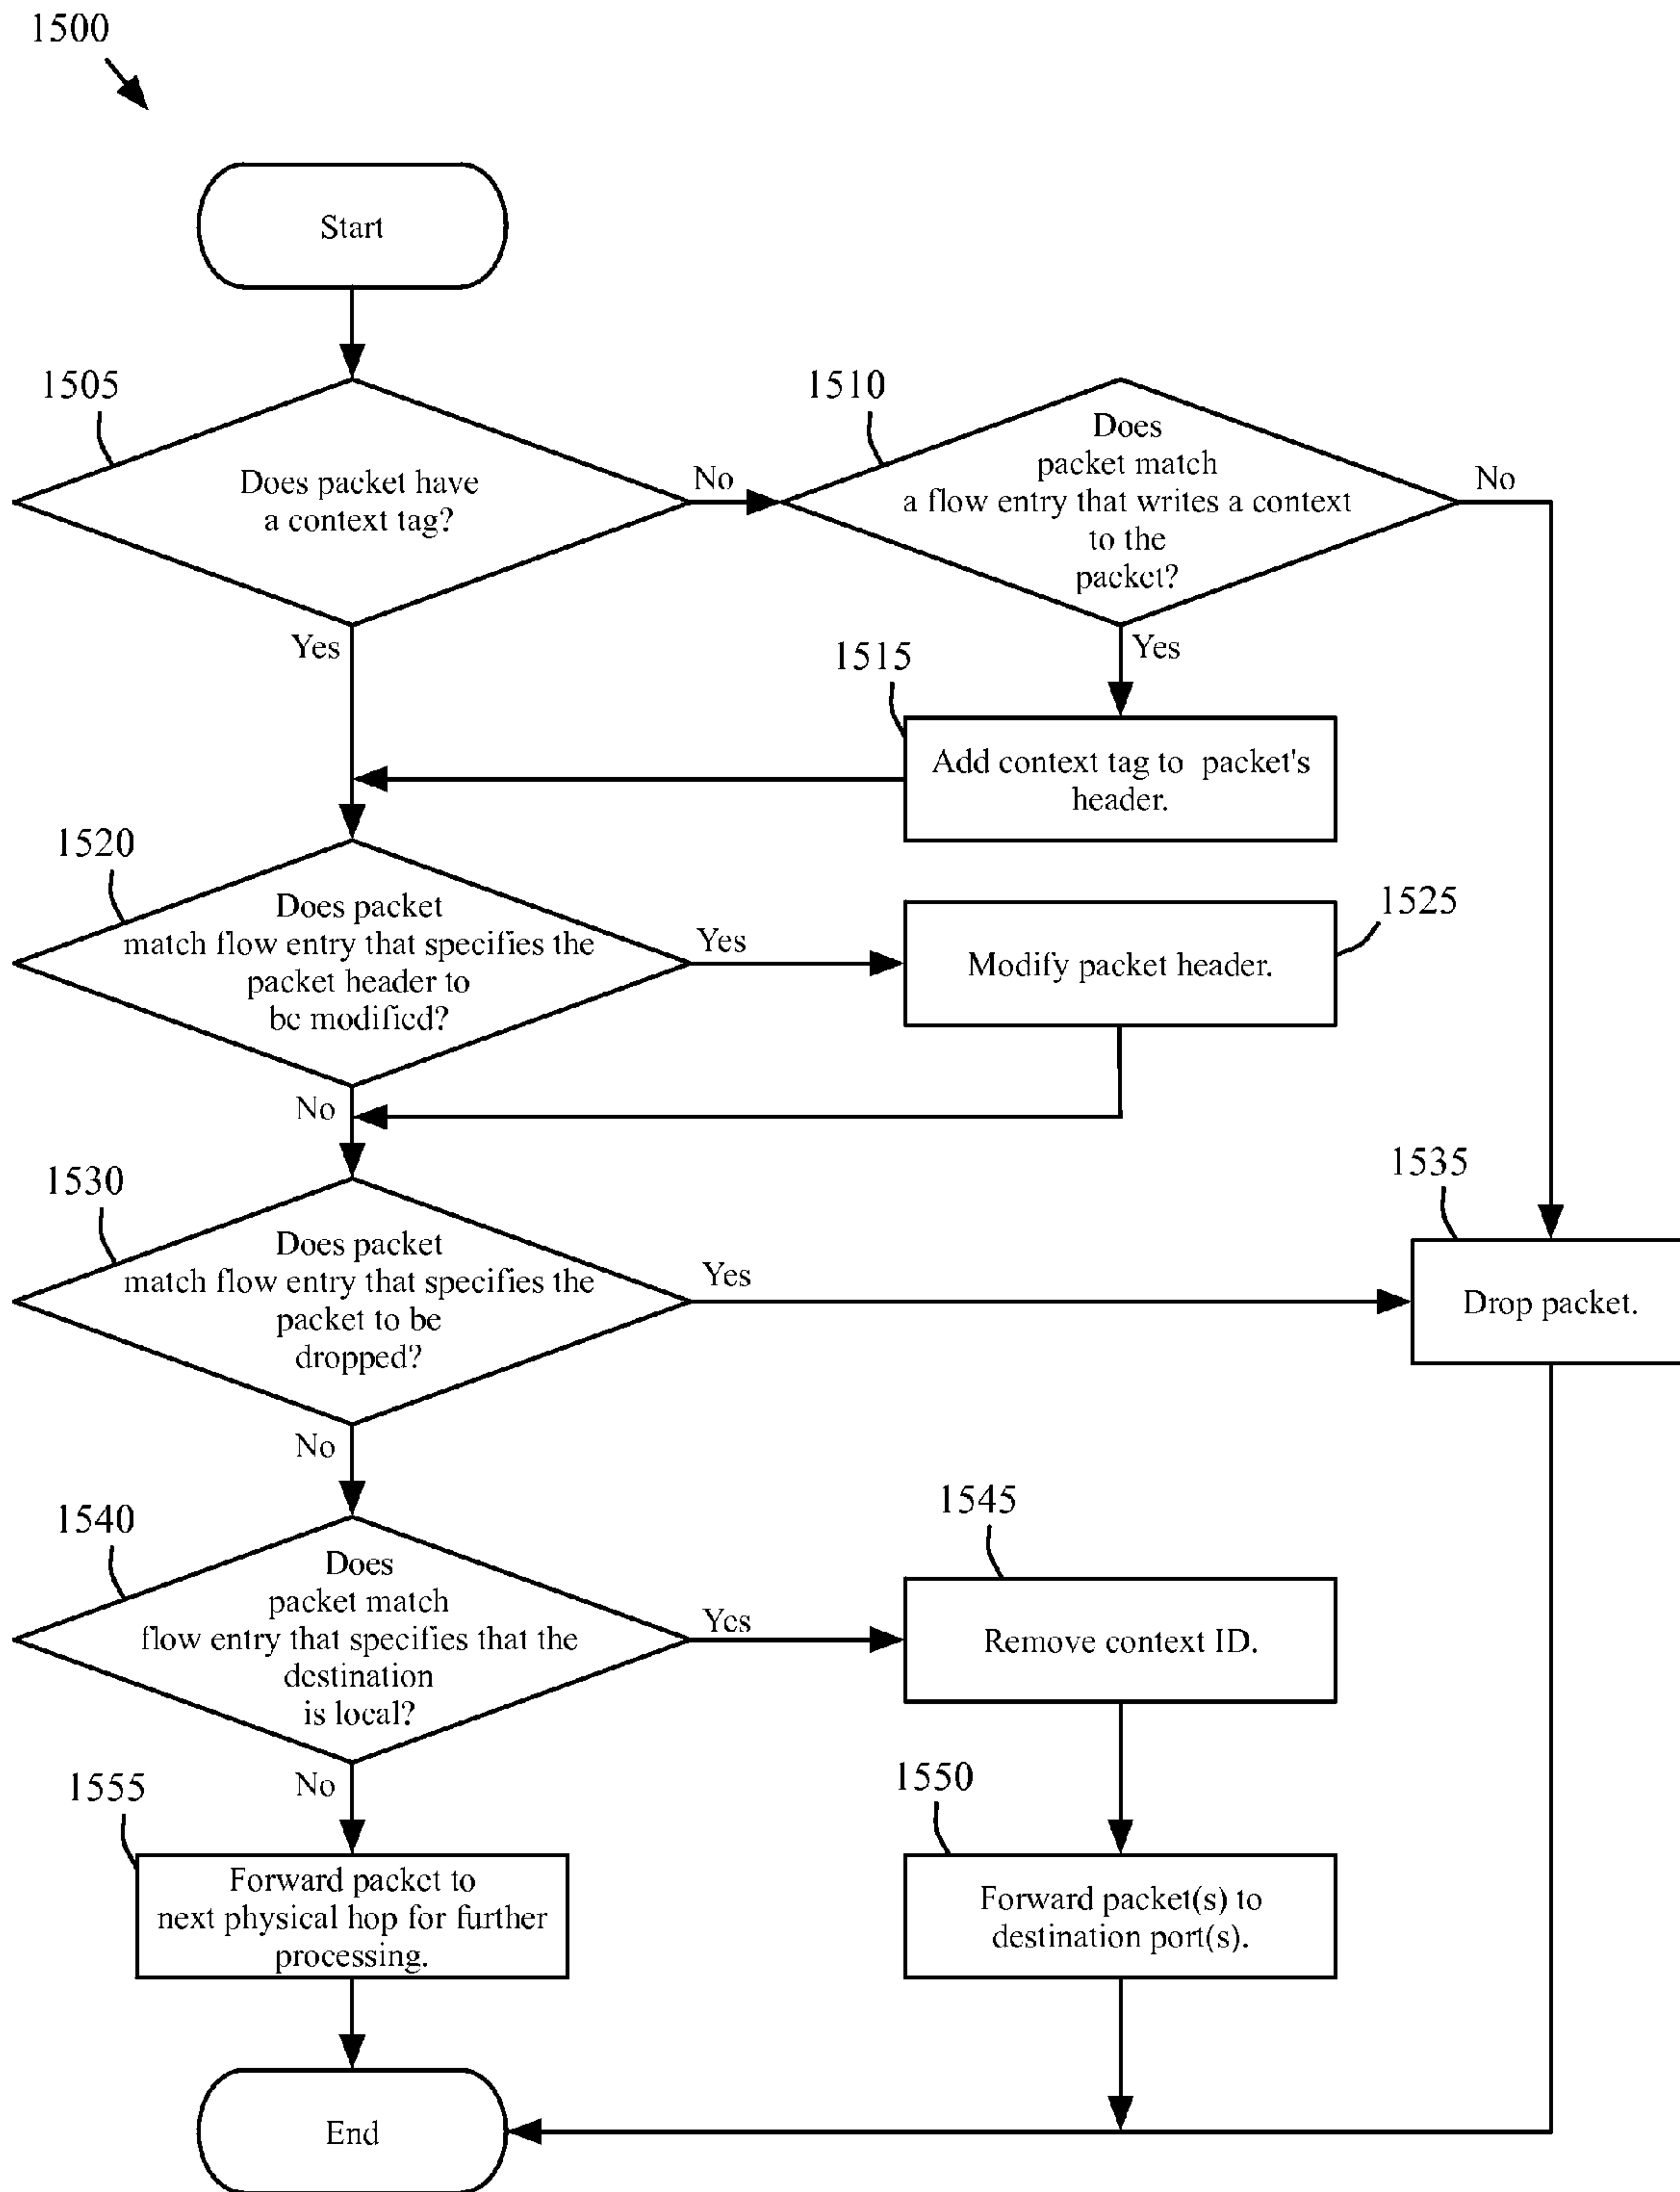 1500
Start
1505
Does packet have
a context tag?
No
1510
Does
packet match
a flow entry that writes a context
to the
packet?
No
Yes
Yes
1515
Add context tag to packet's
header.
1520
Does packet
match flow entry that specifies the
packet header to
be modified?
Yes
1525
Modify packet header.
No
1530
Does packet
match flow entry that specifies the
packet to be
dropped?
Yes
1535
Drop packet.
No
1540
Does
packet match
flow entry that specifies that the
destination
is local?
Yes
1545
Remove context ID.
No
1555
Forward packet to
next physical hop for further
processing.
1550
Forward packet(s) to
destination port(s).
End